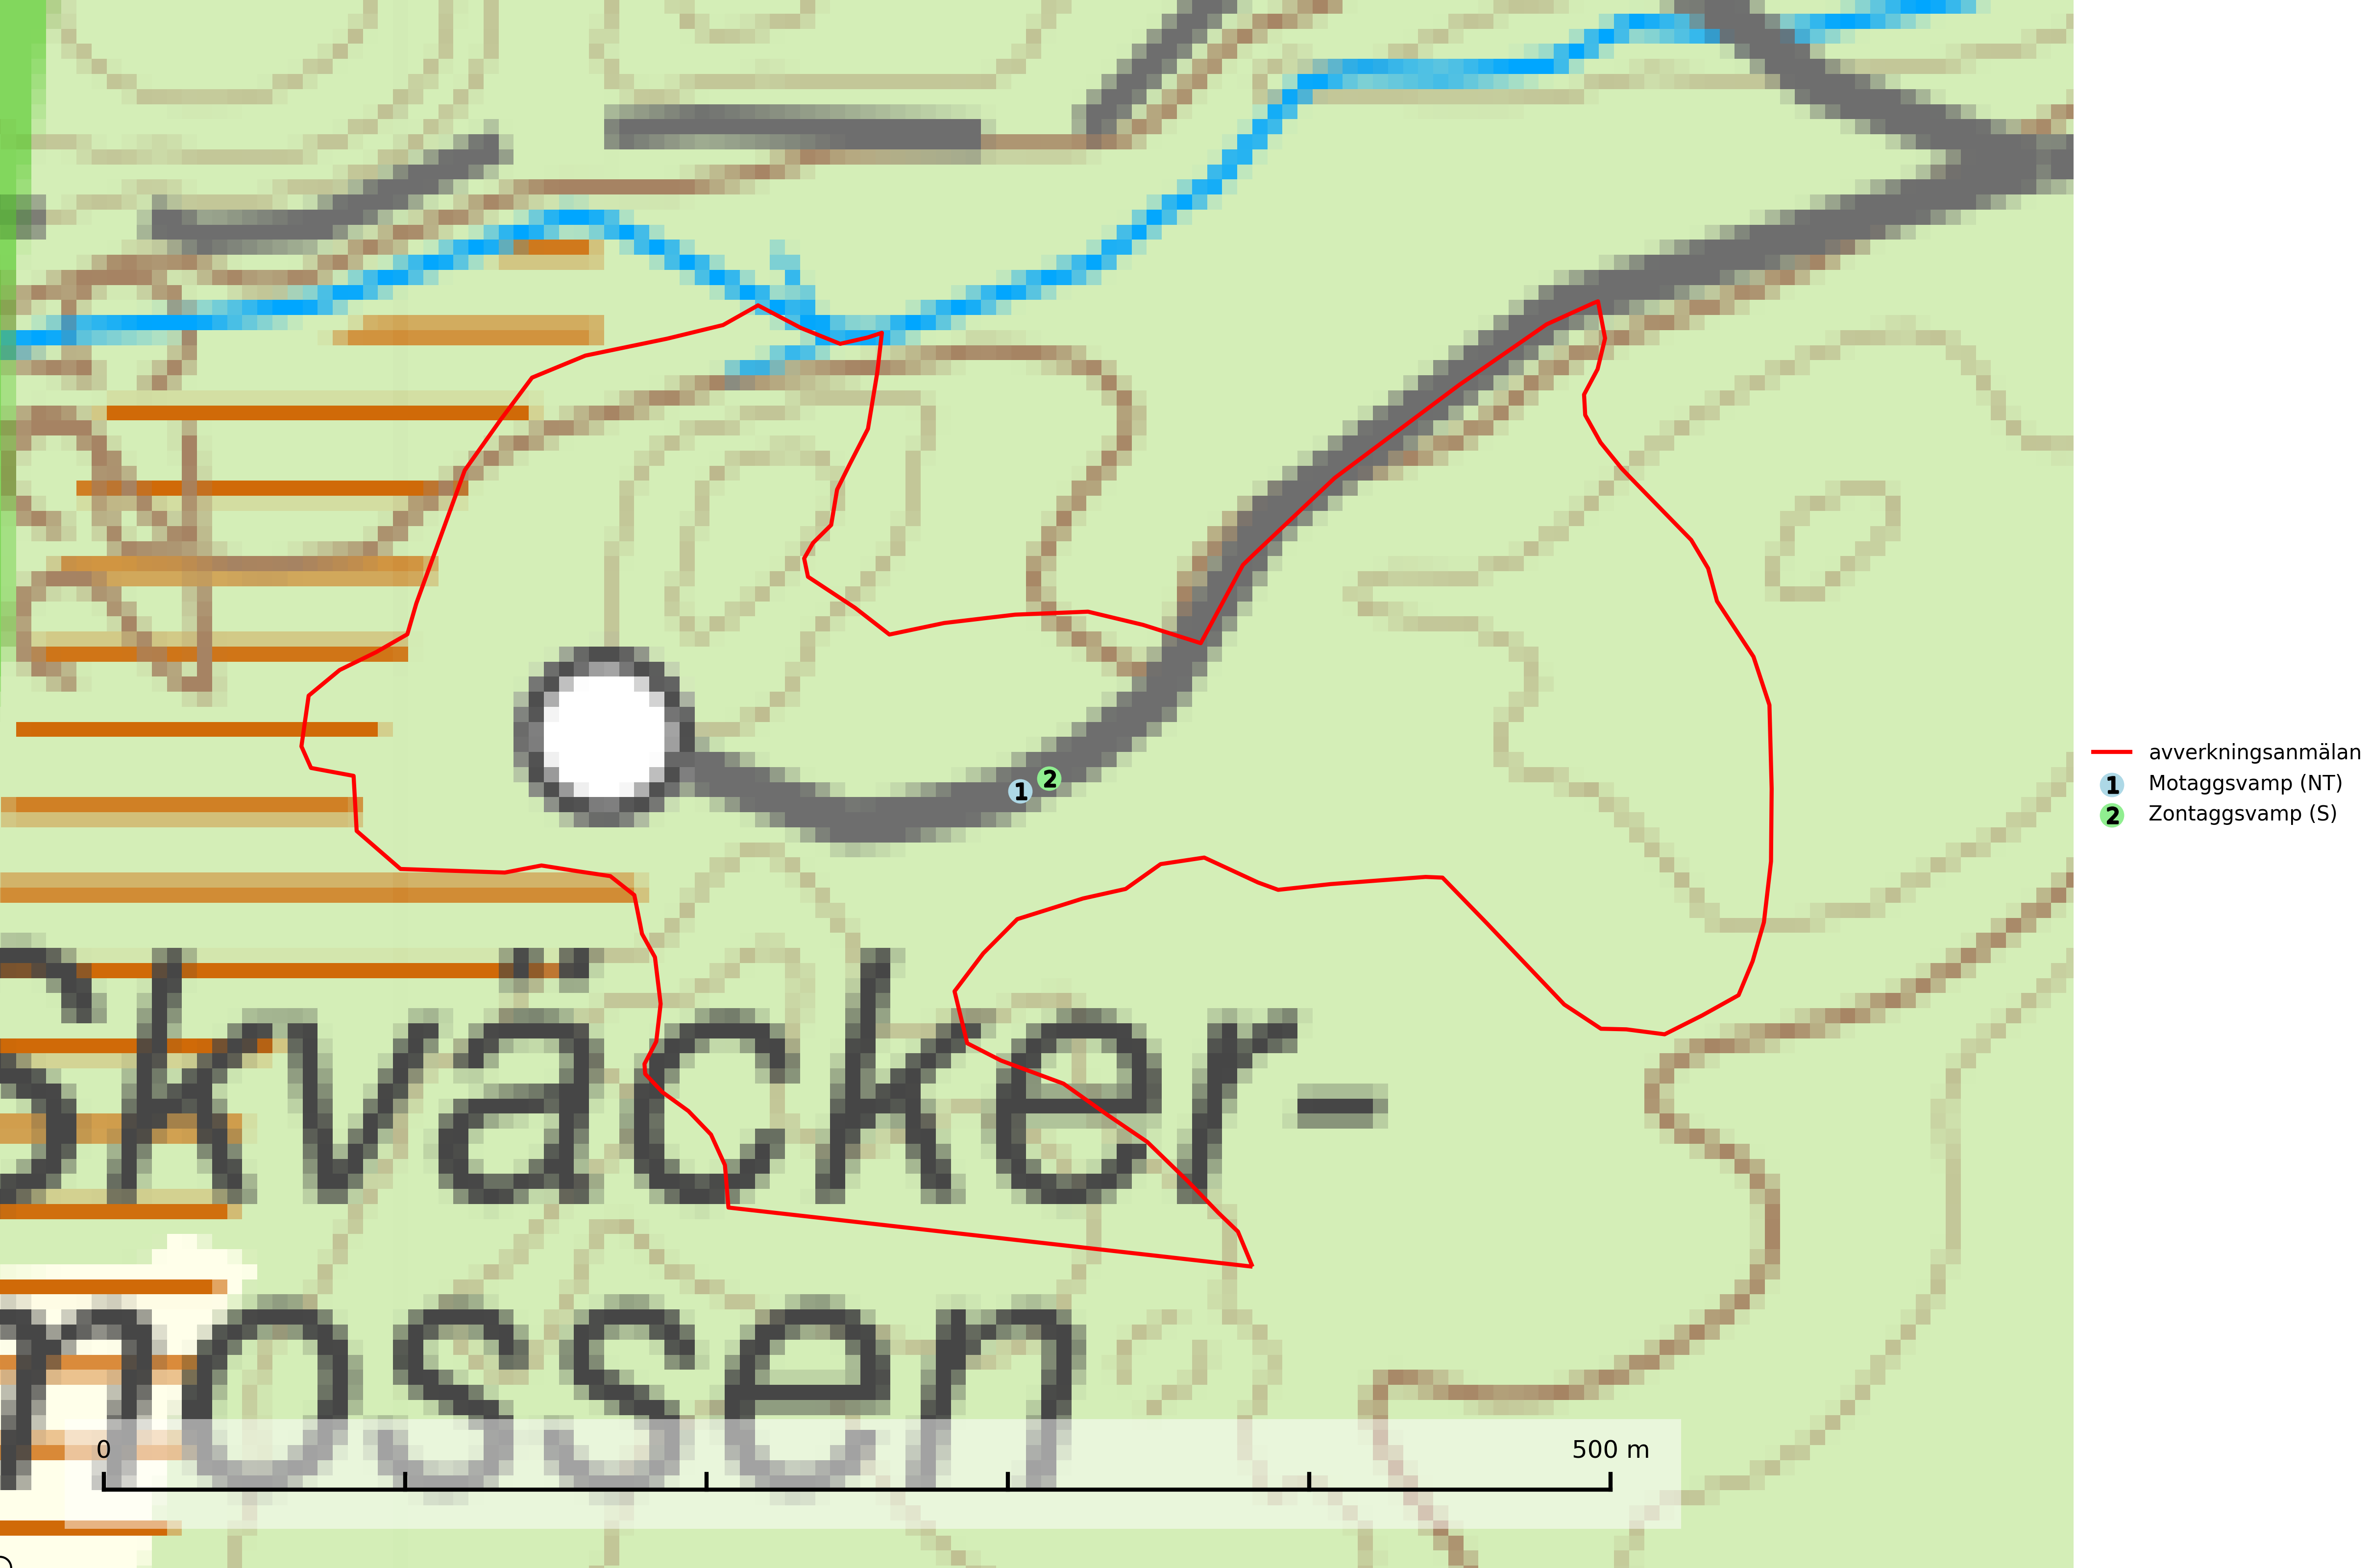 avverkningsanmälan
1 Motaggsvamp (NT)
2 Zontaggsvamp (S)
1
2
Skväcker-
mossen
0 500 m